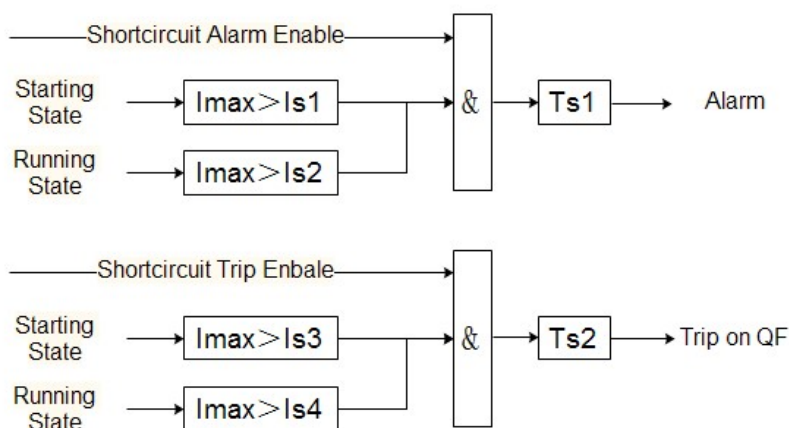 Shortcircuit Alarm Enable
Starting
State
Imax>Is1
&
Ts1
Alarm
Running
State
Imax>Is2
Shortcircuit Trip Enbale
Starting
State
Imax>Is3
&
Ts2
Trip on QF
Running
State
Imax>Is4